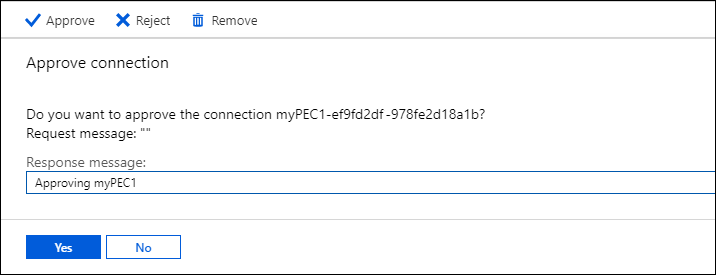 Approve Reject Remove
Approve connection
Do you want to approve the connection myPEC1-ef9fd2df-978fe2d18a1b?
Request message: ""
Response message:
Approving myPEC1
Yes No